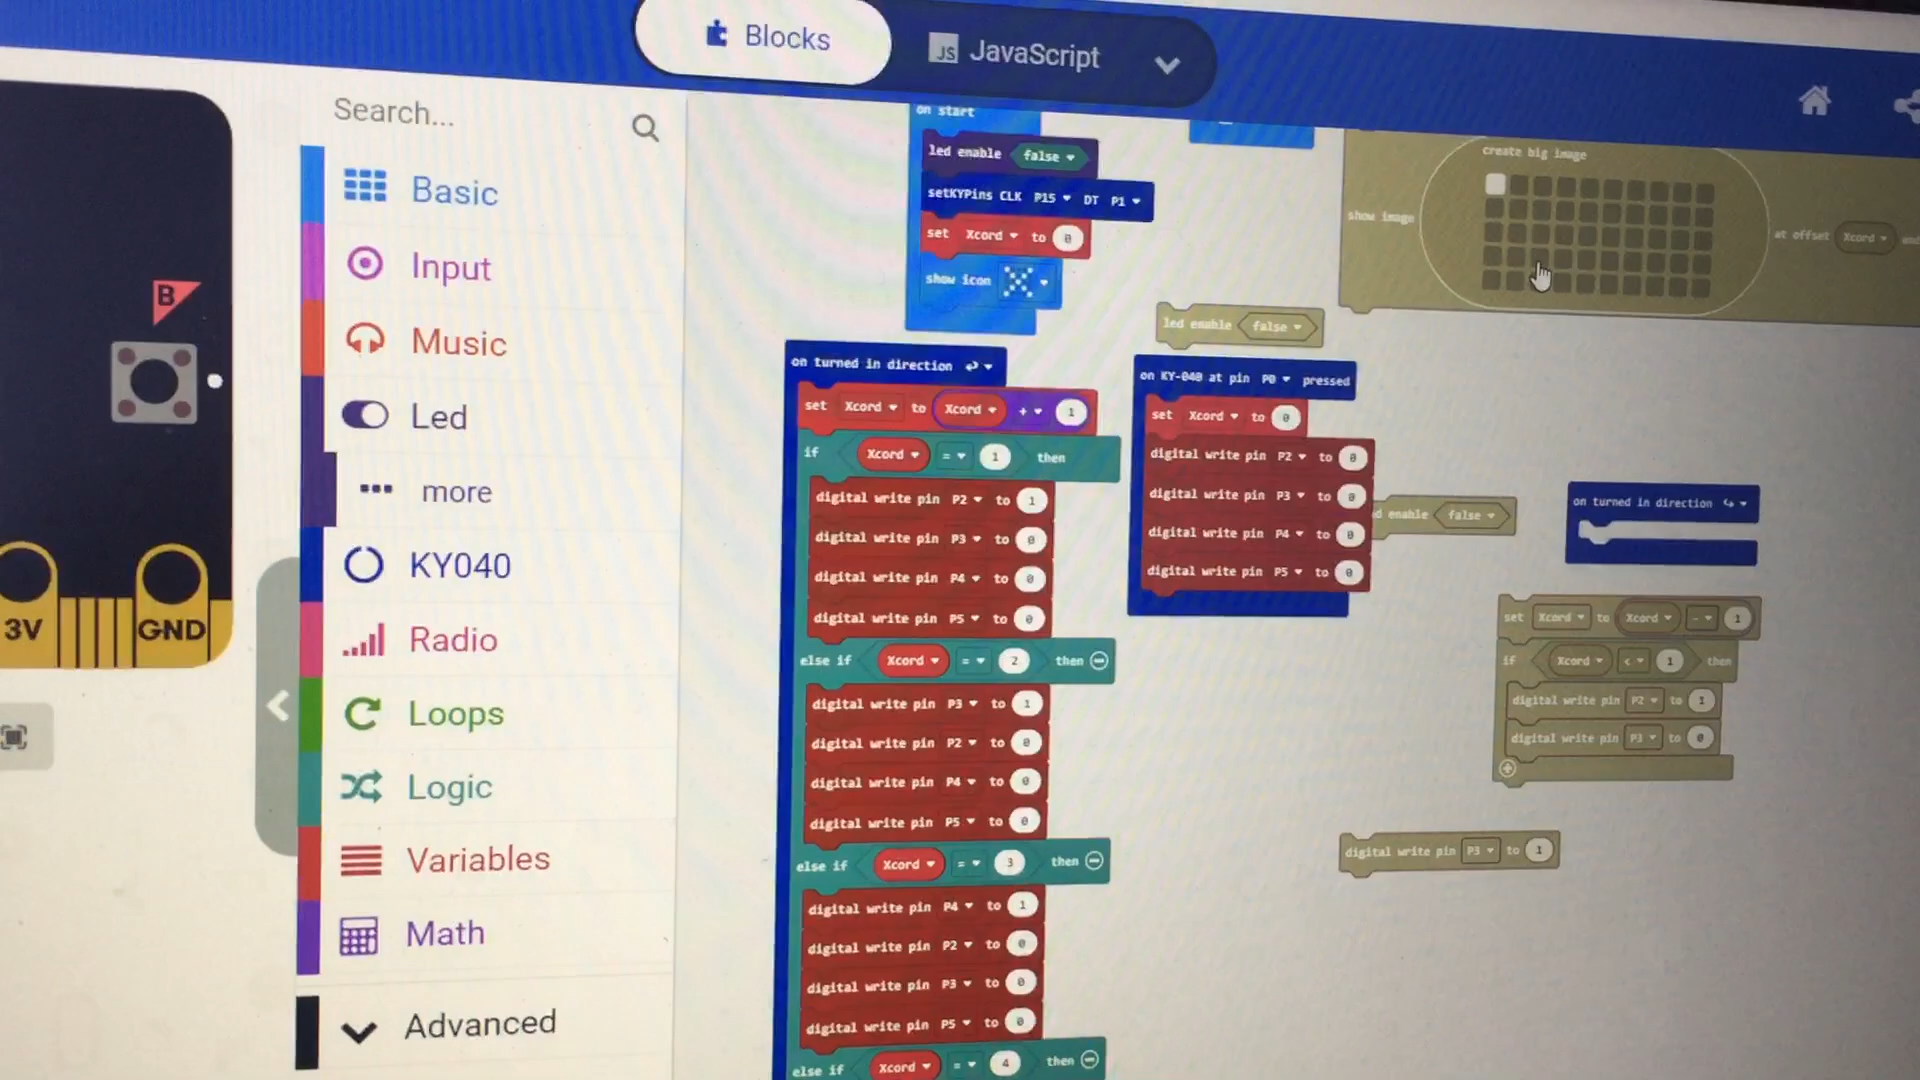 Blocks
JS JavaScript
Search...
B
3V
GND
Basic
Input
Music
Led
more
KY040
Radio
Loops
Logic
Variables
Math
Advanced
on start
led enable false
setKYPins CLK P15 DT P1
set Xcord to 0
show icon
create big image
show image
at offset Xcord and
led enable false
on turned in direction
set Xcord to Xcord + 1
if Xcord = 1 then
digital write pin P2 to 1
digital write pin P3 to 0
digital write pin P4 to 0
digital write pin P5 to 0
else if Xcord = 2 then
digital write pin P3 to 1
digital write pin P2 to 0
digital write pin P4 to 0
digital write pin P5 to 0
else if Xcord = 3 then
digital write pin P4 to 1
digital write pin P2 to 0
digital write pin P3 to 0
digital write pin P5 to 0
else if Xcord = 4 then
on KY-040 at pin P0 pressed
set Xcord to 0
digital write pin P2 to 0
digital write pin P3 to 0
digital write pin P4 to 0
digital write pin P5 to 0
d enable false
on turned in direction
set Xcord to Xcord - 1
if Xcord < 1 then
digital write pin P2 to 1
digital write pin P3 to 0
digital write pin P3 to 1